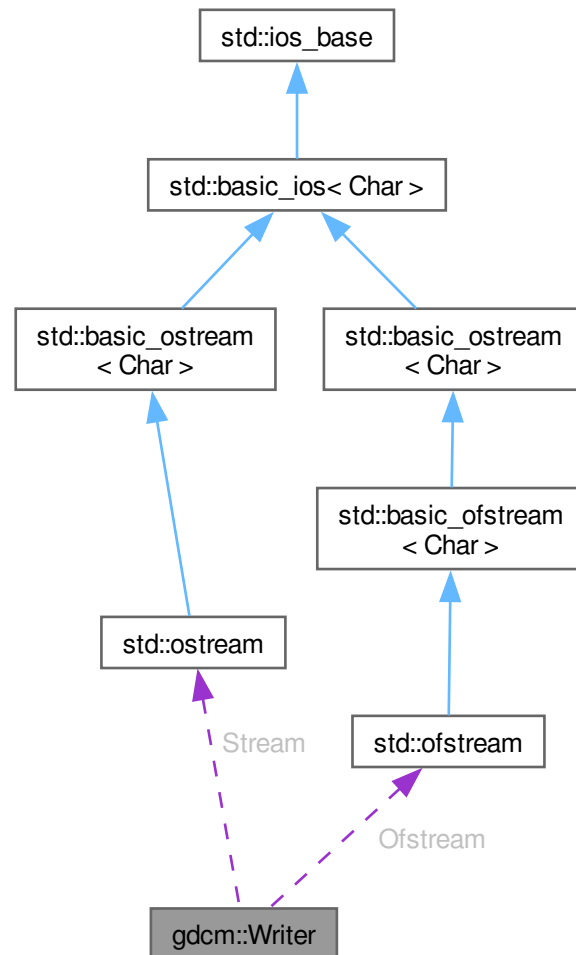 std::ios_base
std::basic_ios< Char >
std::basic_ostream
< Char >
std::basic_ostream
< Char >
std::basic_ofstream
< Char >
std::ostream
std::ofstream
Stream
Ofstream
gdcm::Writer